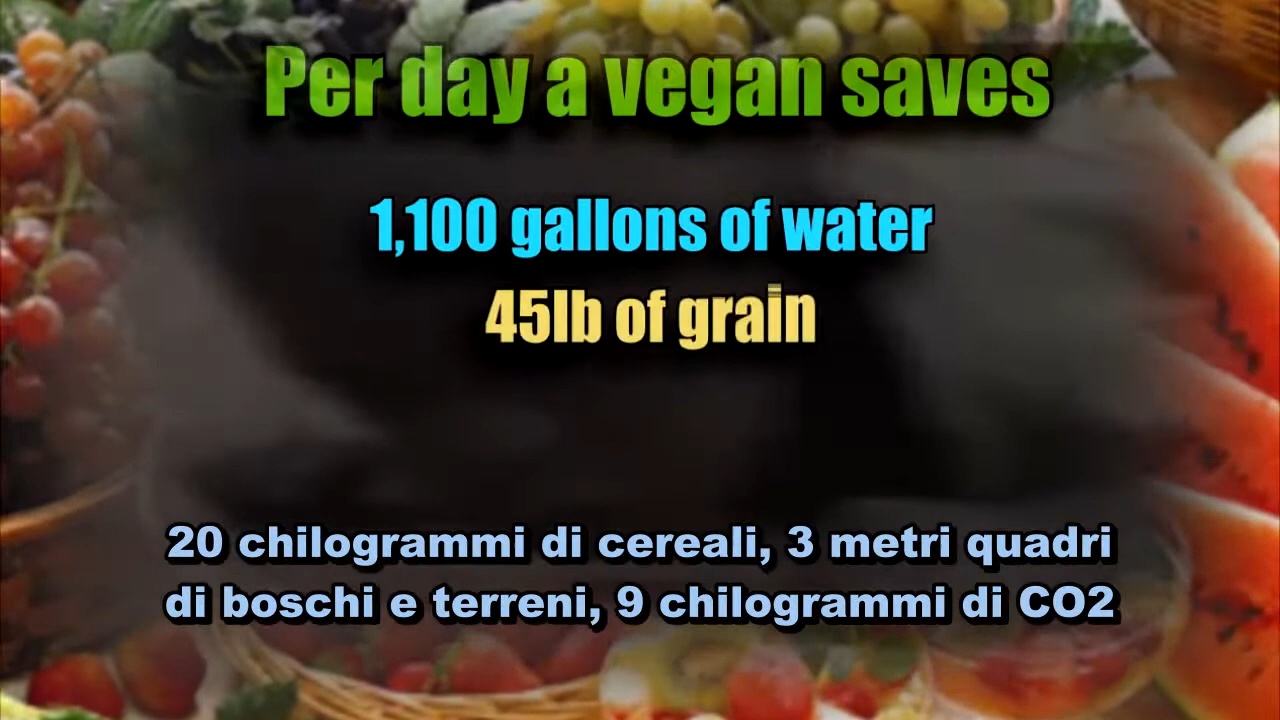 Per day a vegan saves
1,100 gallons of water
45lb of grain
20 chilogrammi di cereali, 3 metri quadri
di boschi e terreni, 9 chilogrammi di CO2